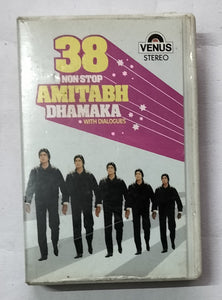 38
NON STOP
AMITABH
DHAMAKA
WITH DIALOGUES
VENUS
STEREO